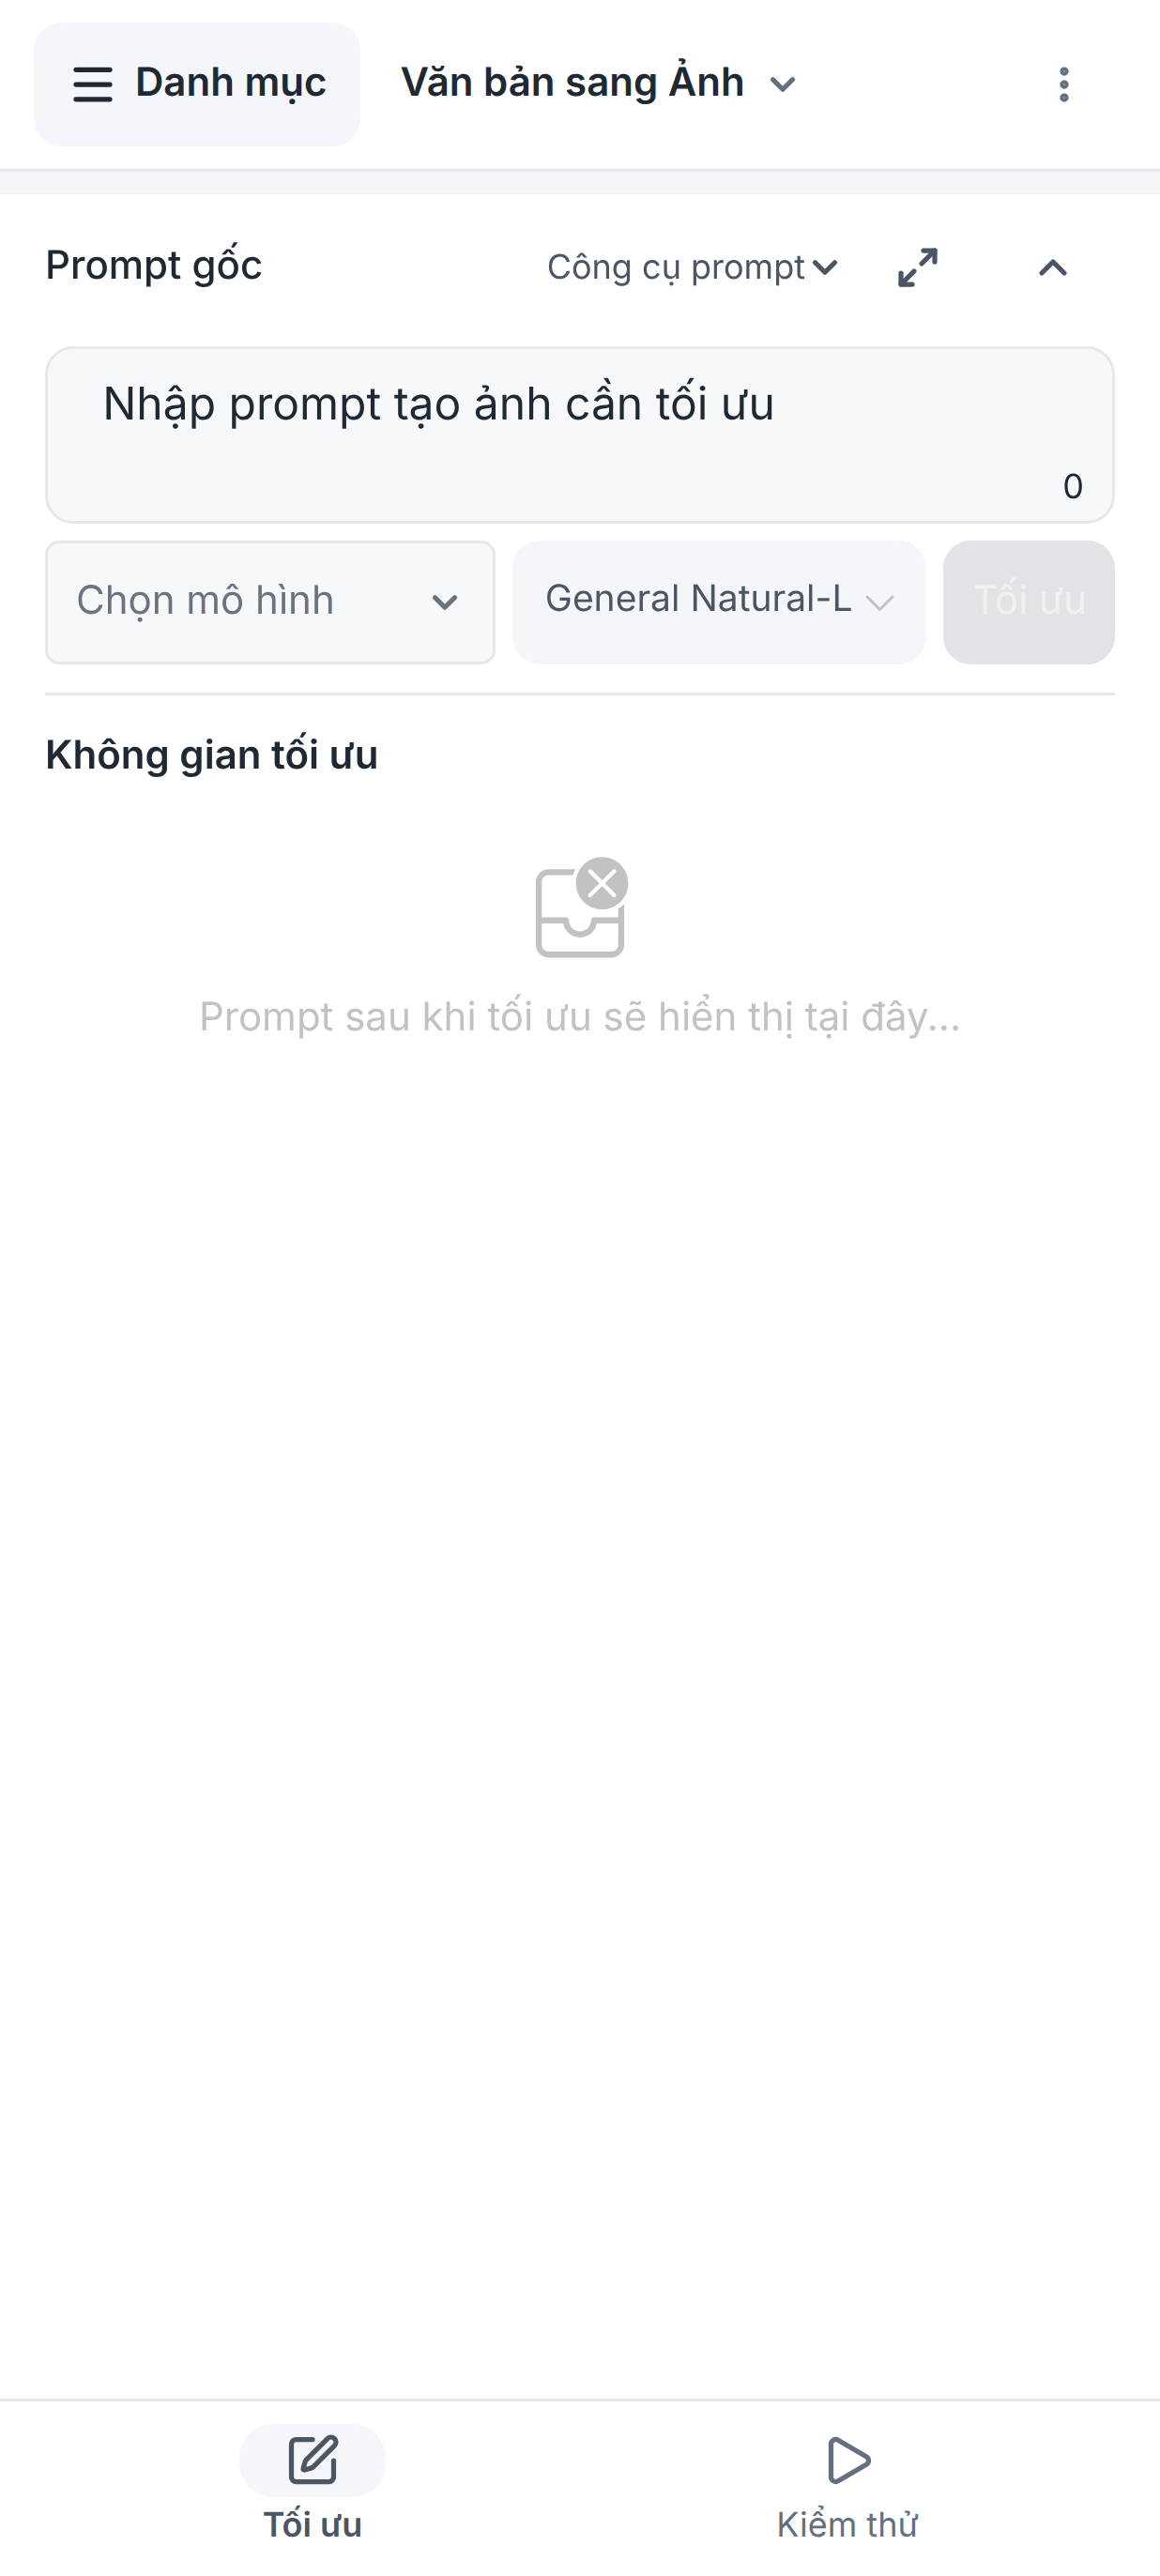 Danh mục
Văn bản sang Ảnh
Prompt gốc
Công cụ prompt
Nhập prompt tạo ảnh cần tối ưu
0
Chọn mô hình
General Natural-L
Tối ưu
Không gian tối ưu
Prompt sau khi tối ưu sẽ hiển thị tại đây...
Tối ưu
Kiểm thử